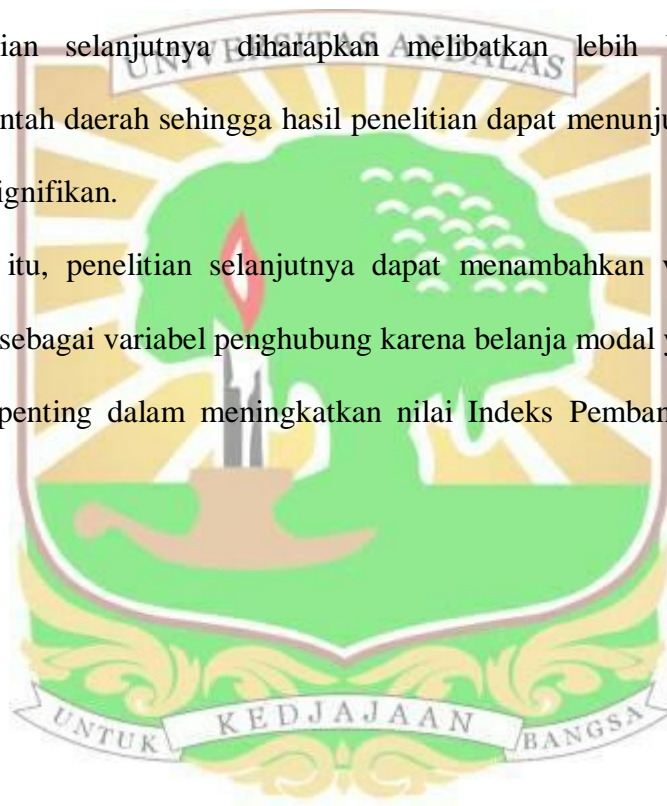 ian selanjutnya diharapkan melibatkan lebih
UNIVERSITAS ANDALAS
ntah daerah sehingga hasil penelitian dapat menunju
ignifikan.
itu, penelitian selanjutnya dapat menambahkan v
sebagai variabel penghubung karena belanja modal y
penting dalam meningkatkan nilai Indeks Pemban
UNTUK KEDJAJAAN BANGSA